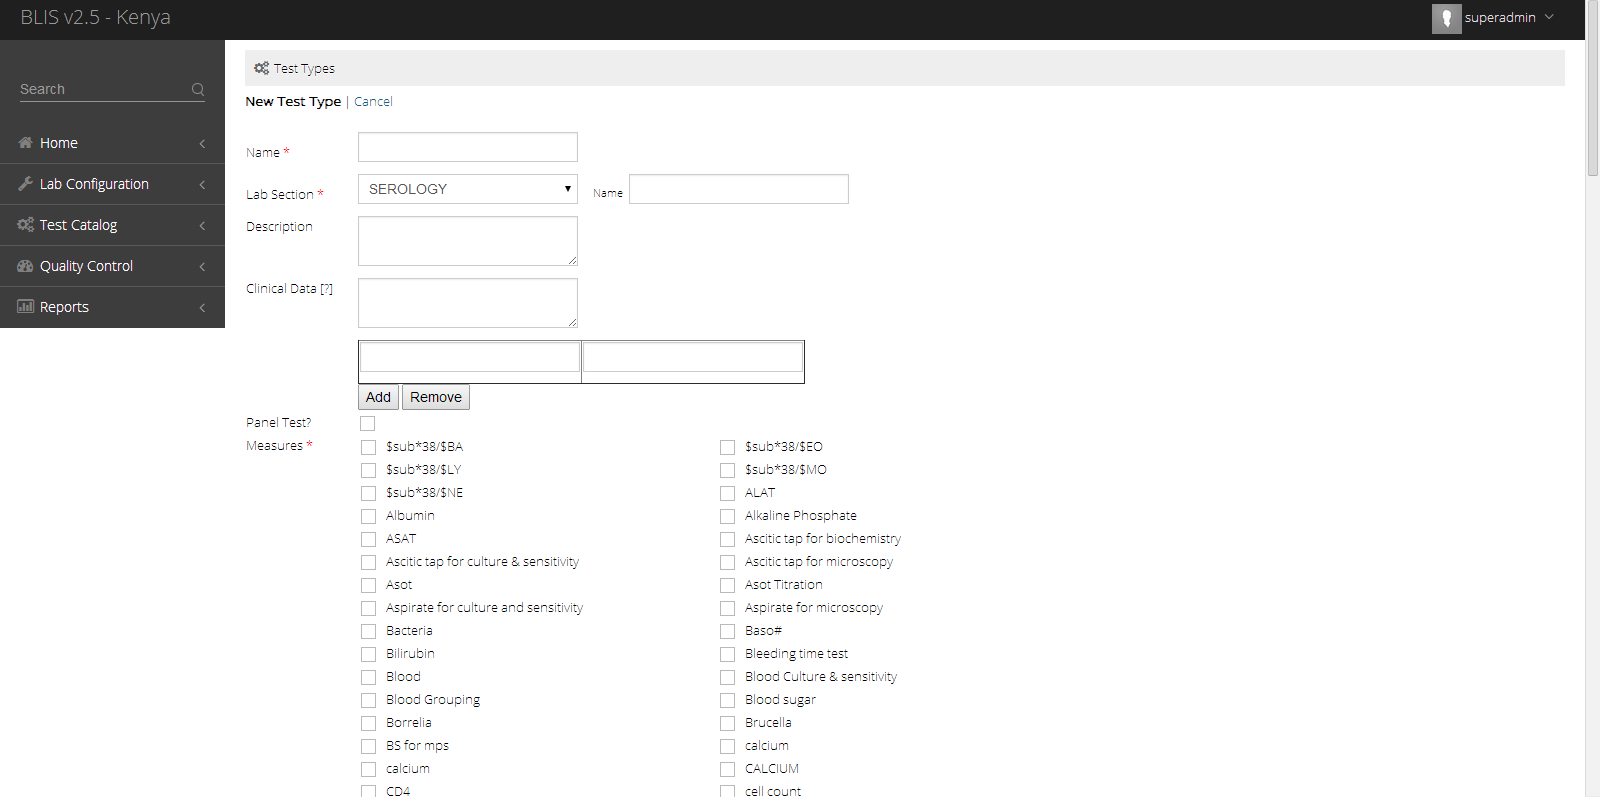 BLIS v2.5 - Kenya
superadmin
Search
Home
Lab Configuration
Test Catalog
Quality Control
Reports
Test Types
New Test Type | Cancel
Name *
Lab Section * SEROLOGY Name
Description
Clinical Data [?]
Add Remove
Panel Test?
Measures *
$sub*38/$BA $sub*38/$EO
$sub*38/$LY $sub*38/$MO
$sub*38/$NE ALAT
Albumin Alkaline Phosphate
ASAT Ascitic tap for biochemistry
Ascitic tap for culture & sensitivity Ascitic tap for microscopy
Asot Asot Titration
Aspirate for culture and sensitivity Aspirate for microscopy
Bacteria Baso#
Bilirubin Bleeding time test
Blood Blood Culture & sensitivity
Blood Grouping Blood sugar
Borrelia Brucella
BS for mps calcium
calcium CALCIUM
CD4 cell count